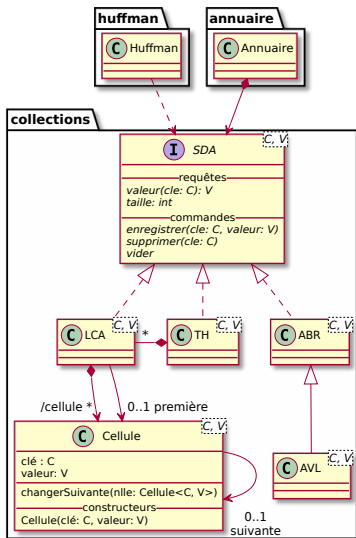 huffman
annuaire
C Huffman
C Annuaire
collections
I SDA
C, V
requêtes
valeur(cle: C): V
taille: int
commandes
enregistrer(cle: C, valeur: V)
supprimer(cle: C)
vider
C LCA
C, V
*
C TH
C, V
C ABR
C, V
/cellule *
0..1 première
C Cellule
C, V
clé : C
valeur: V
changerSuivante(nlle: Cellule<C, V>)
constructeurs
Cellule(clé: C, valeur: V)
0..1
suivante
C AVL
C, V